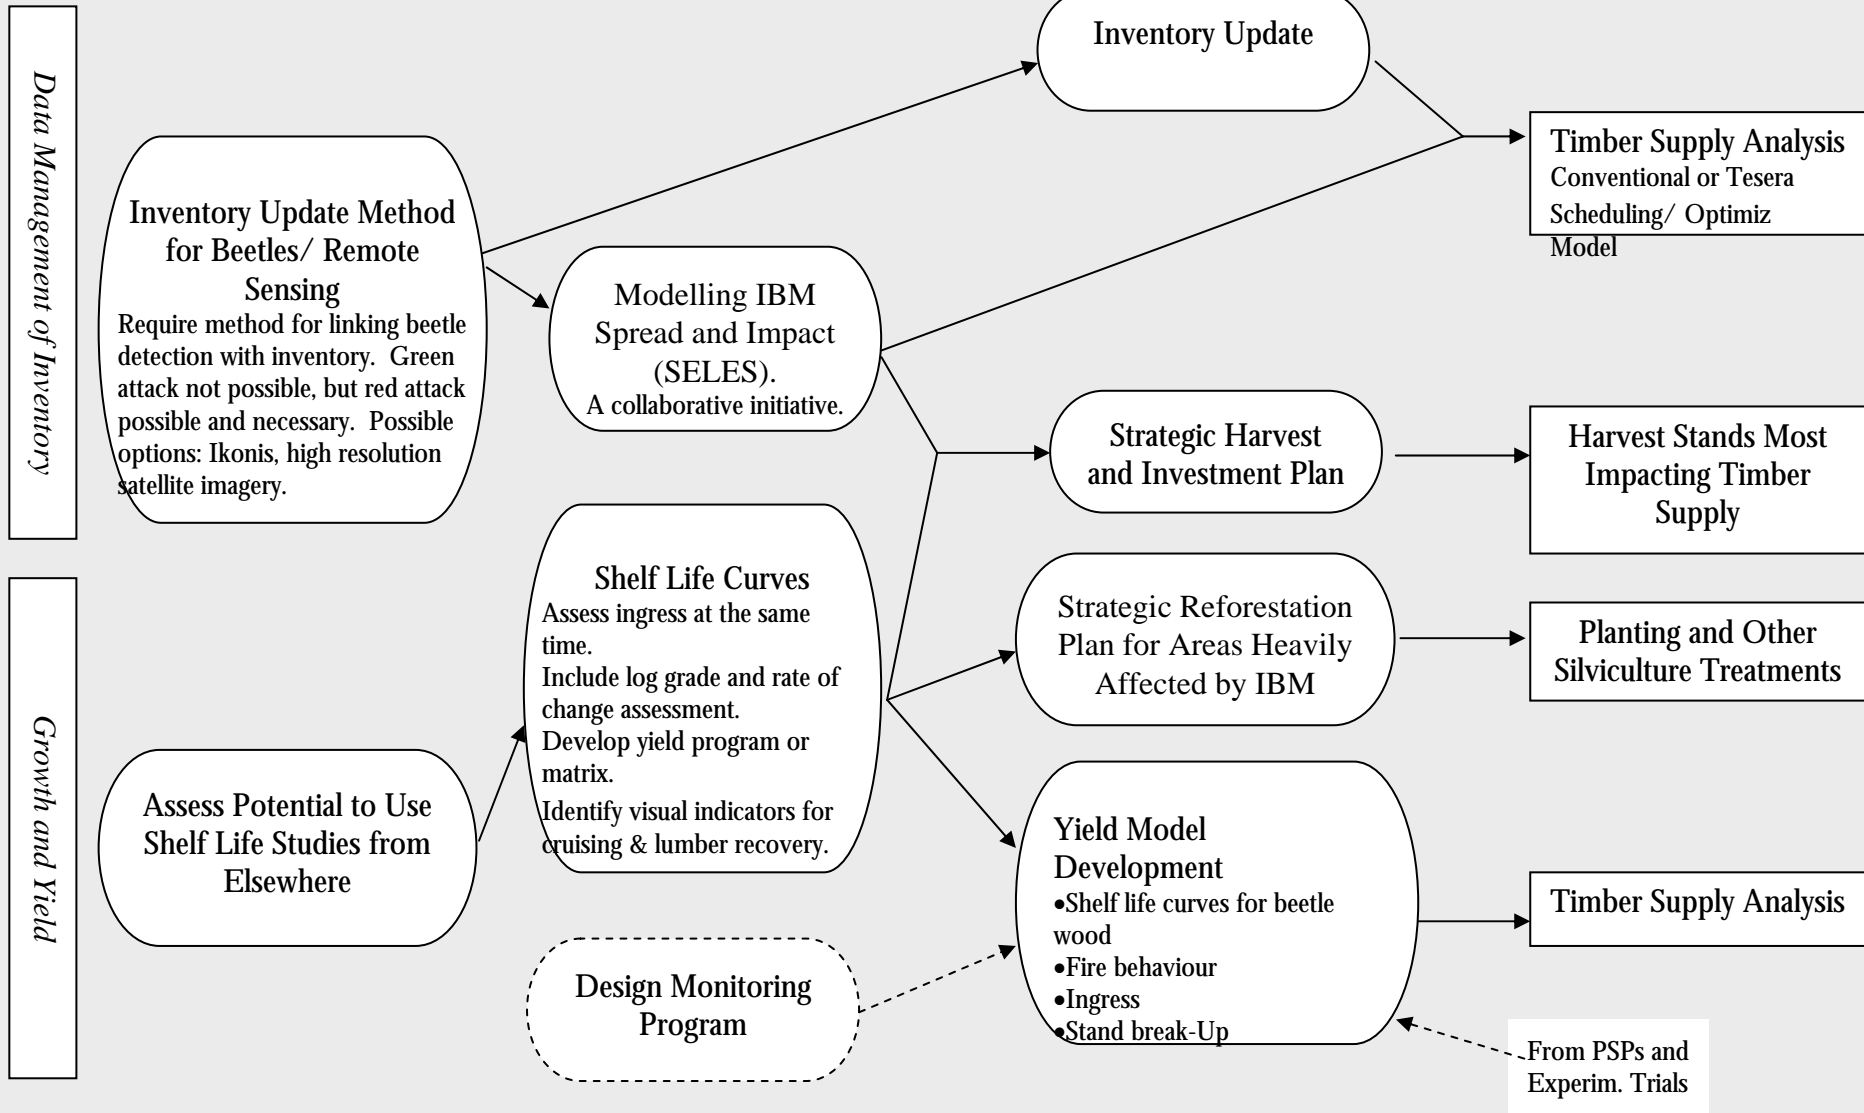 Data Management of Inventory
Inventory Update
Timber Supply Analysis
Conventional or Tesera
Scheduling/ Optimiz
Model
Inventory Update Method
for Beetles/ Remote
Sensing
Require method for linking beetle
detection with inventory.  Green
attack not possible, but red attack
possible and necessary.  Possible
options: Ikonis, high resolution
satellite imagery.
Modelling IBM
Spread and Impact
(SELES).
A collaborative initiative.
Strategic Harvest
and Investment Plan
Harvest Stands Most
Impacting Timber
Supply
Growth and Yield
Shelf Life Curves
Assess ingress at the same
time.
Include log grade and rate of
change assessment.
Develop yield program or
matrix.
Identify visual indicators for
cruising & lumber recovery.
Strategic Reforestation
Plan for Areas Heavily
Affected by IBM
Planting and Other
Silviculture Treatments
Assess Potential to Use
Shelf Life Studies from
Elsewhere
Yield Model
Development
•Shelf life curves for beetle
wood
•Fire behaviour
•Ingress
•Stand break-Up
Timber Supply Analysis
Design Monitoring
Program
From PSPs and
Experim. Trials